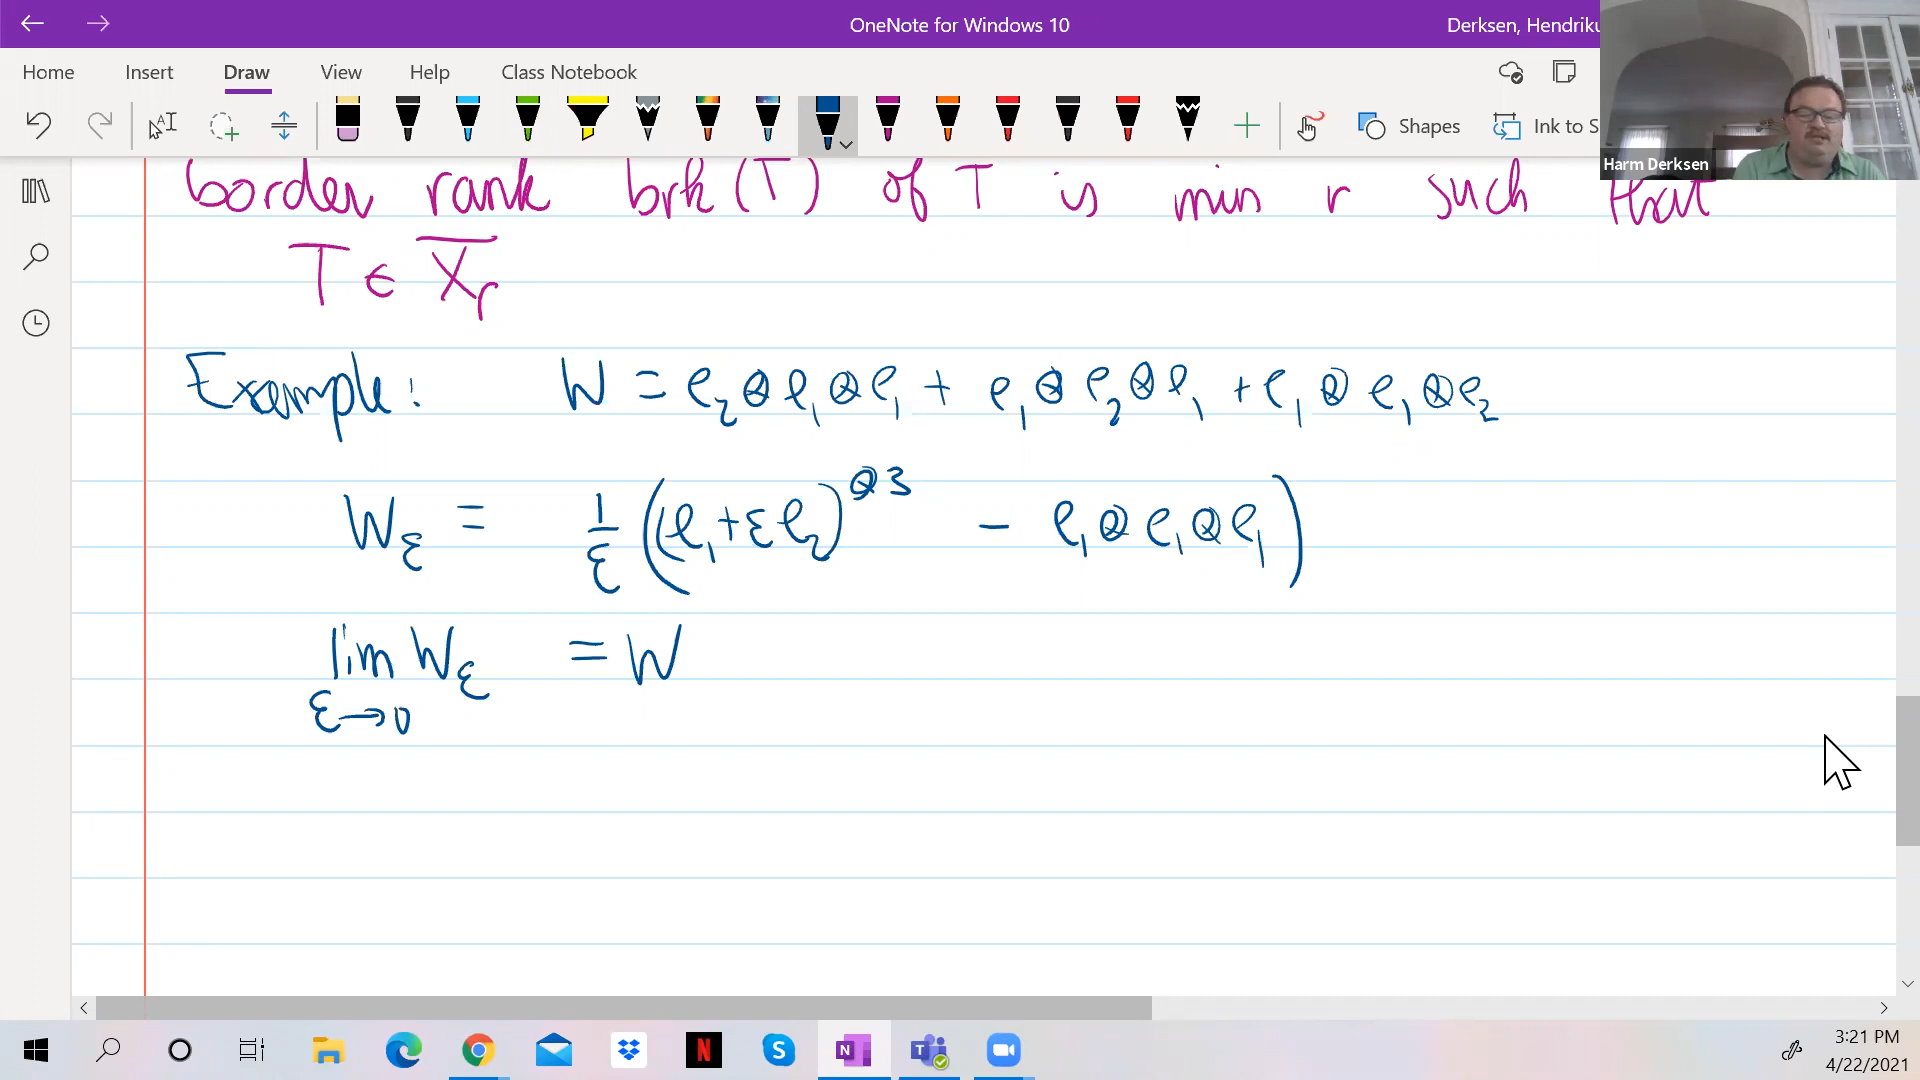 OneNote for Windows 10
Derksen, Hendriku
Home Insert Draw View Help Class Notebook
Shapes
Ink to S
Harm Derksen
border rank brk(T) of T is min r such that
T ∈ X̅ᵣ
Example: W = e₂⊗e₁⊗e₁ + e₁⊗e₂⊗e₁ + e₁⊗e₁⊗e₂
W_ε = 1/ε ((e₁+εe₂)^⊗3 − e₁⊗e₁⊗e₁)
lim W_ε = W
ε→0
3:21 PM
4/22/2021